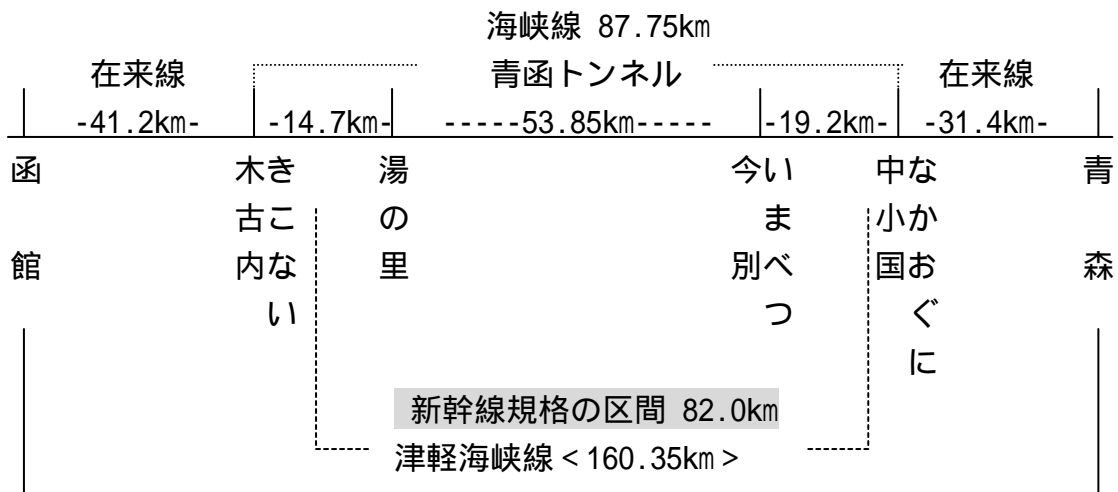 海峡線 87.75km
在来線 青函トンネル 在来線
-41.2km- -14.7km- -----53.85km----- -19.2km- -31.4km-
函館
木古内
きこない
湯の里
今別
いまべつ
中小国
なかおぐに
青森
新幹線規格の区間 82.0km
津軽海峡線＜160.35km＞